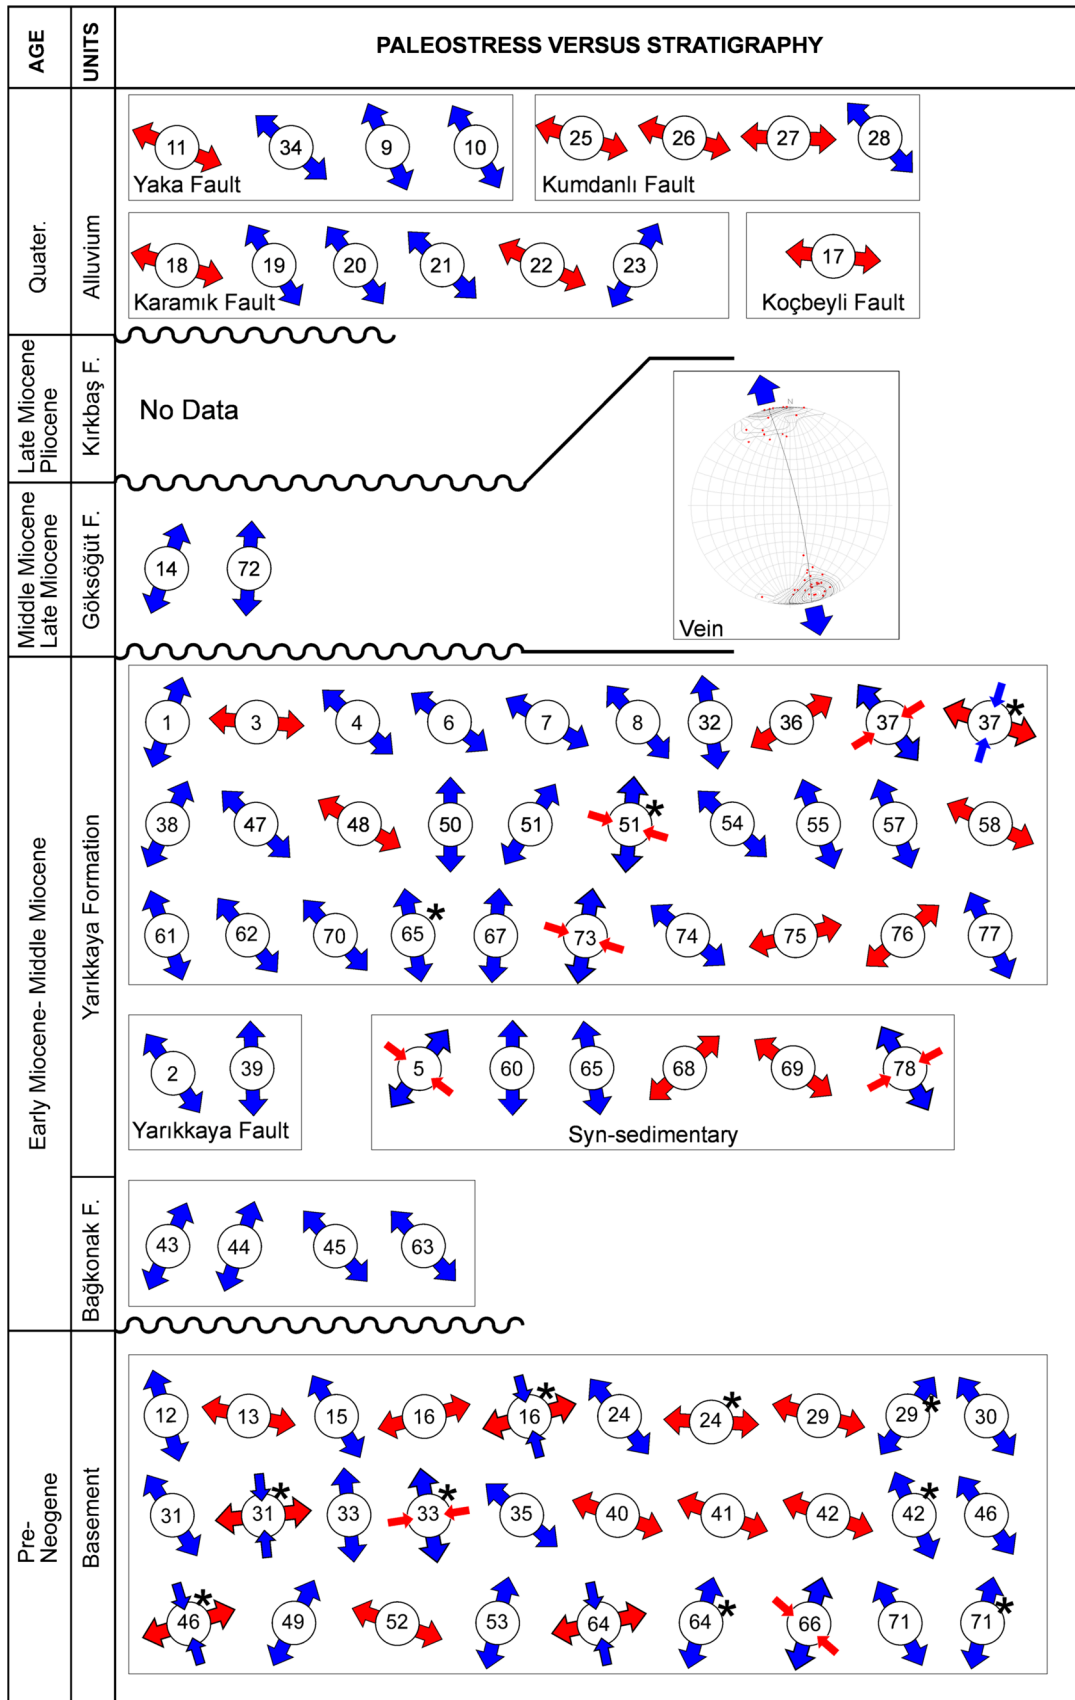 AGE
UNITS
PALEOSTRESS VERSUS STRATIGRAPHY
Quater.
Alluvium
11 34 9 10
Yaka Fault
25 26 27 28
Kumdanlı Fault
18 19 20 21 22 23
Karamık Fault
17
Koçbeyli Fault
Late Miocene
Pliocene
Kırkbaş F.
No Data
N
Vein
Middle Miocene
Late Miocene
Göksöğüt F.
14 72
Early Miocene- Middle Miocene
Yarıkkaya Formation
1 3 4 6 7 8 32 36 37 37*
38 47 48 50 51 51* 54 55 57 58
61 62 70 65* 67 73 74 75 76 77
2 39
Yarıkkaya Fault
5 60 65 68 69 78
Syn-sedimentary
Bağkonak F.
43 44 45 63
Pre-
Neogene
Basement
12 13 15 16 16* 24 24* 29 29* 30
31 31* 33 33* 35 40 41 42 42* 46
46* 49 52 53 64 64* 66 71 71*